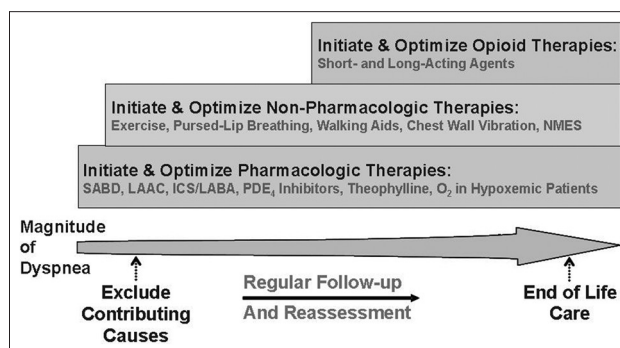 Initiate & Optimize Opioid Therapies:
Short- and Long-Acting Agents
Initiate & Optimize Non-Pharmacologic Therapies:
Exercise, Pursed-Lip Breathing, Walking Aids, Chest Wall Vibration, NMES
Initiate & Optimize Pharmacologic Therapies:
SABD, LAAC, ICS/LABA, PDE₄ Inhibitors, Theophylline, O₂ in Hypoxemic Patients
Magnitude
of
Dyspnea
Exclude
Contributing
Causes
Regular Follow-up
And Reassessment
End of Life
Care